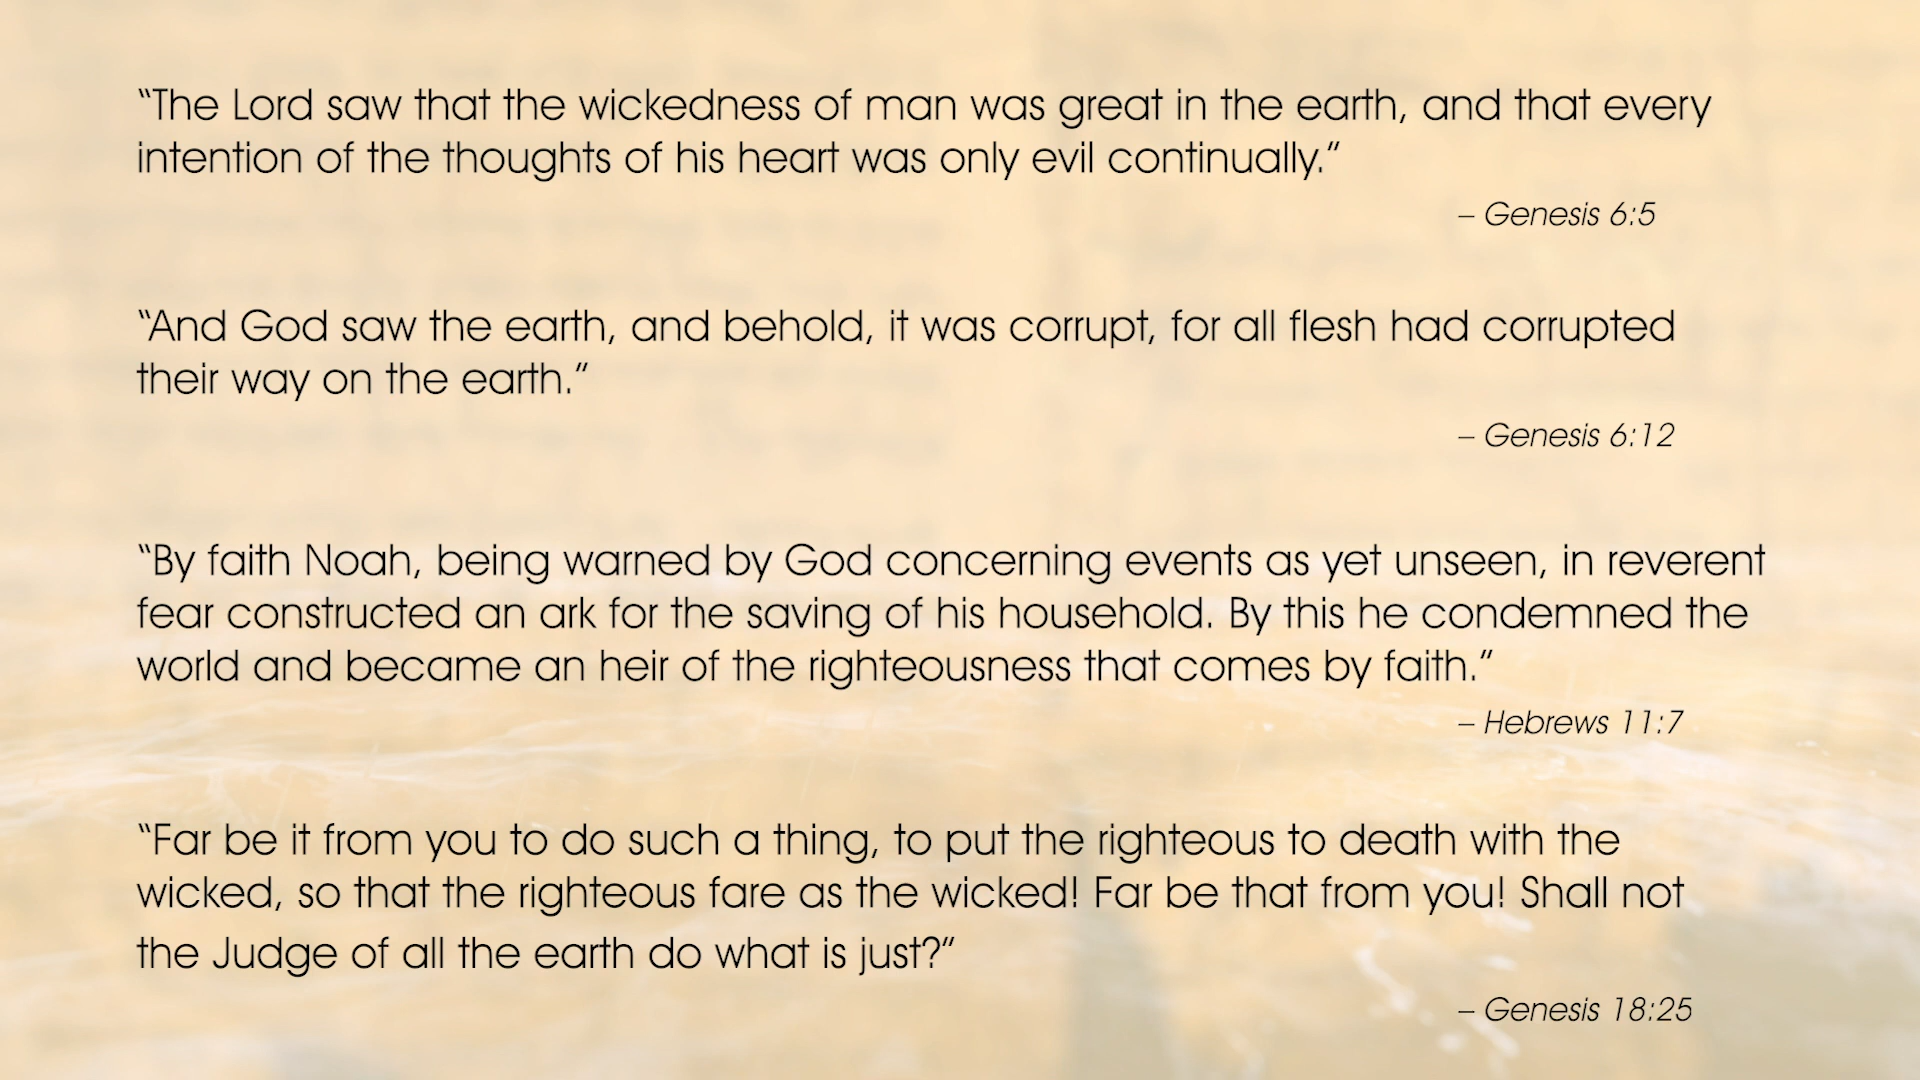 “The Lord saw that the wickedness of man was great in the earth, and that every
intention of the thoughts of his heart was only evil continually.”
– Genesis 6:5
“And God saw the earth, and behold, it was corrupt, for all flesh had corrupted
their way on the earth.”
– Genesis 6:12
“By faith Noah, being warned by God concerning events as yet unseen, in reverent
fear constructed an ark for the saving of his household. By this he condemned the
world and became an heir of the righteousness that comes by faith.”
– Hebrews 11:7
“Far be it from you to do such a thing, to put the righteous to death with the
wicked, so that the righteous fare as the wicked! Far be that from you! Shall not
the Judge of all the earth do what is just?”
– Genesis 18:25